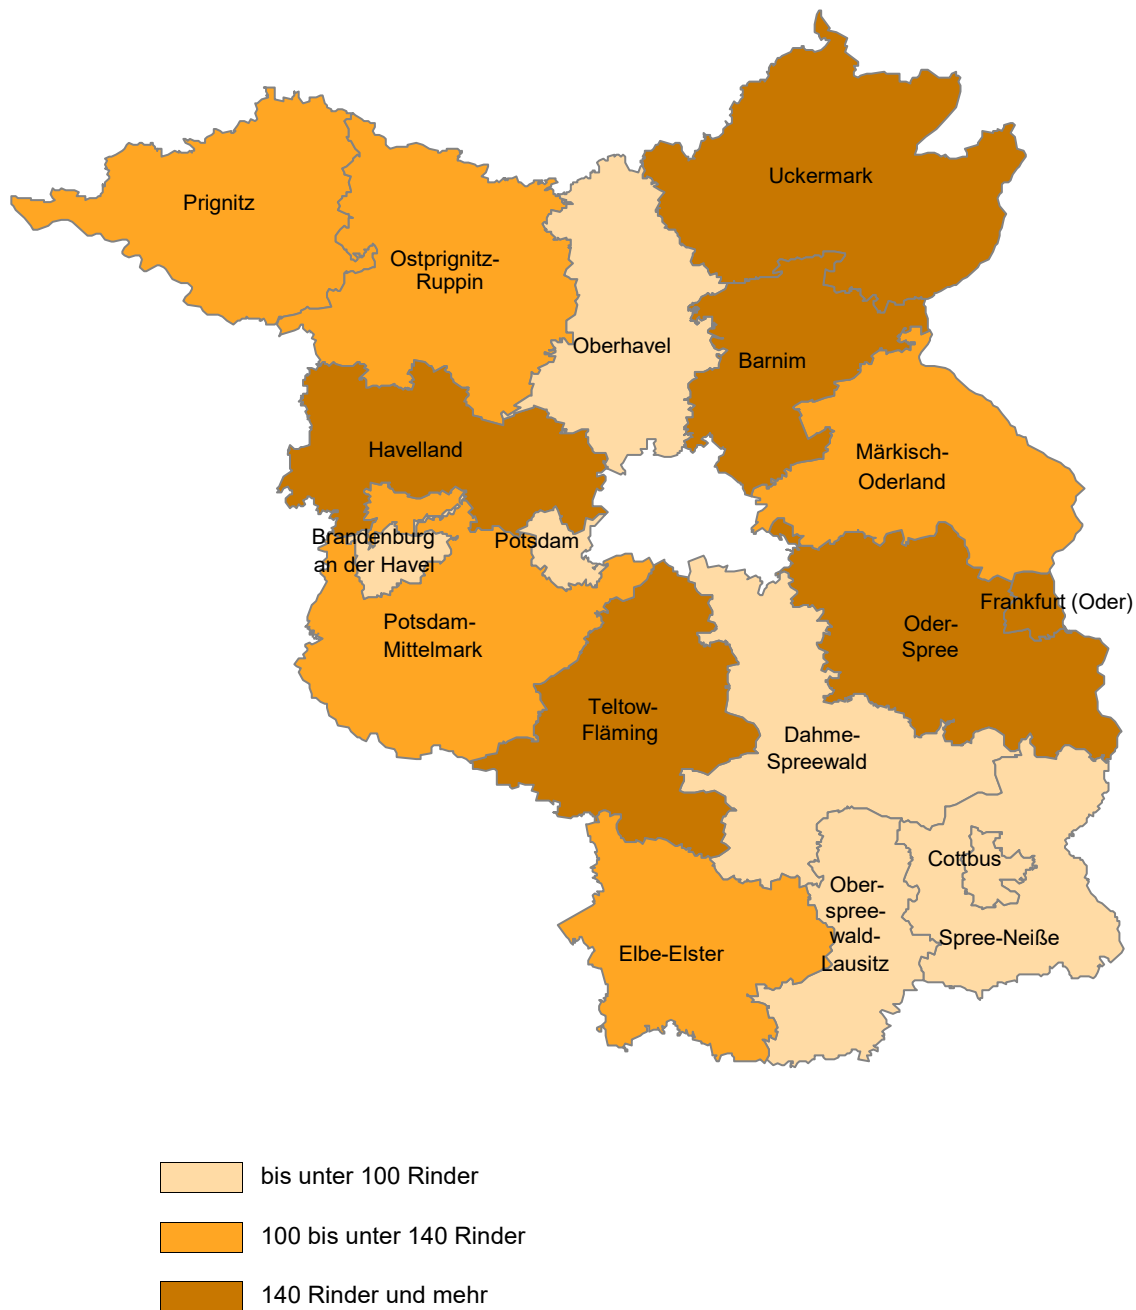 Uckermark
Prignitz
Ostprignitz-
Ruppin
Oberhavel
Barnim
Havelland
Märkisch-
Oderland
Brandenburg
an der Havel
Potsdam
Frankfurt (Oder)
Potsdam-
Mittelmark
Oder-
Spree
Teltow-
Fläming
Dahme-
Spreewald
Cottbus
Ober-
spree-
wald-
Lausitz
Spree-Neiße
Elbe-Elster
bis unter 100 Rinder
100 bis unter 140 Rinder
140 Rinder und mehr